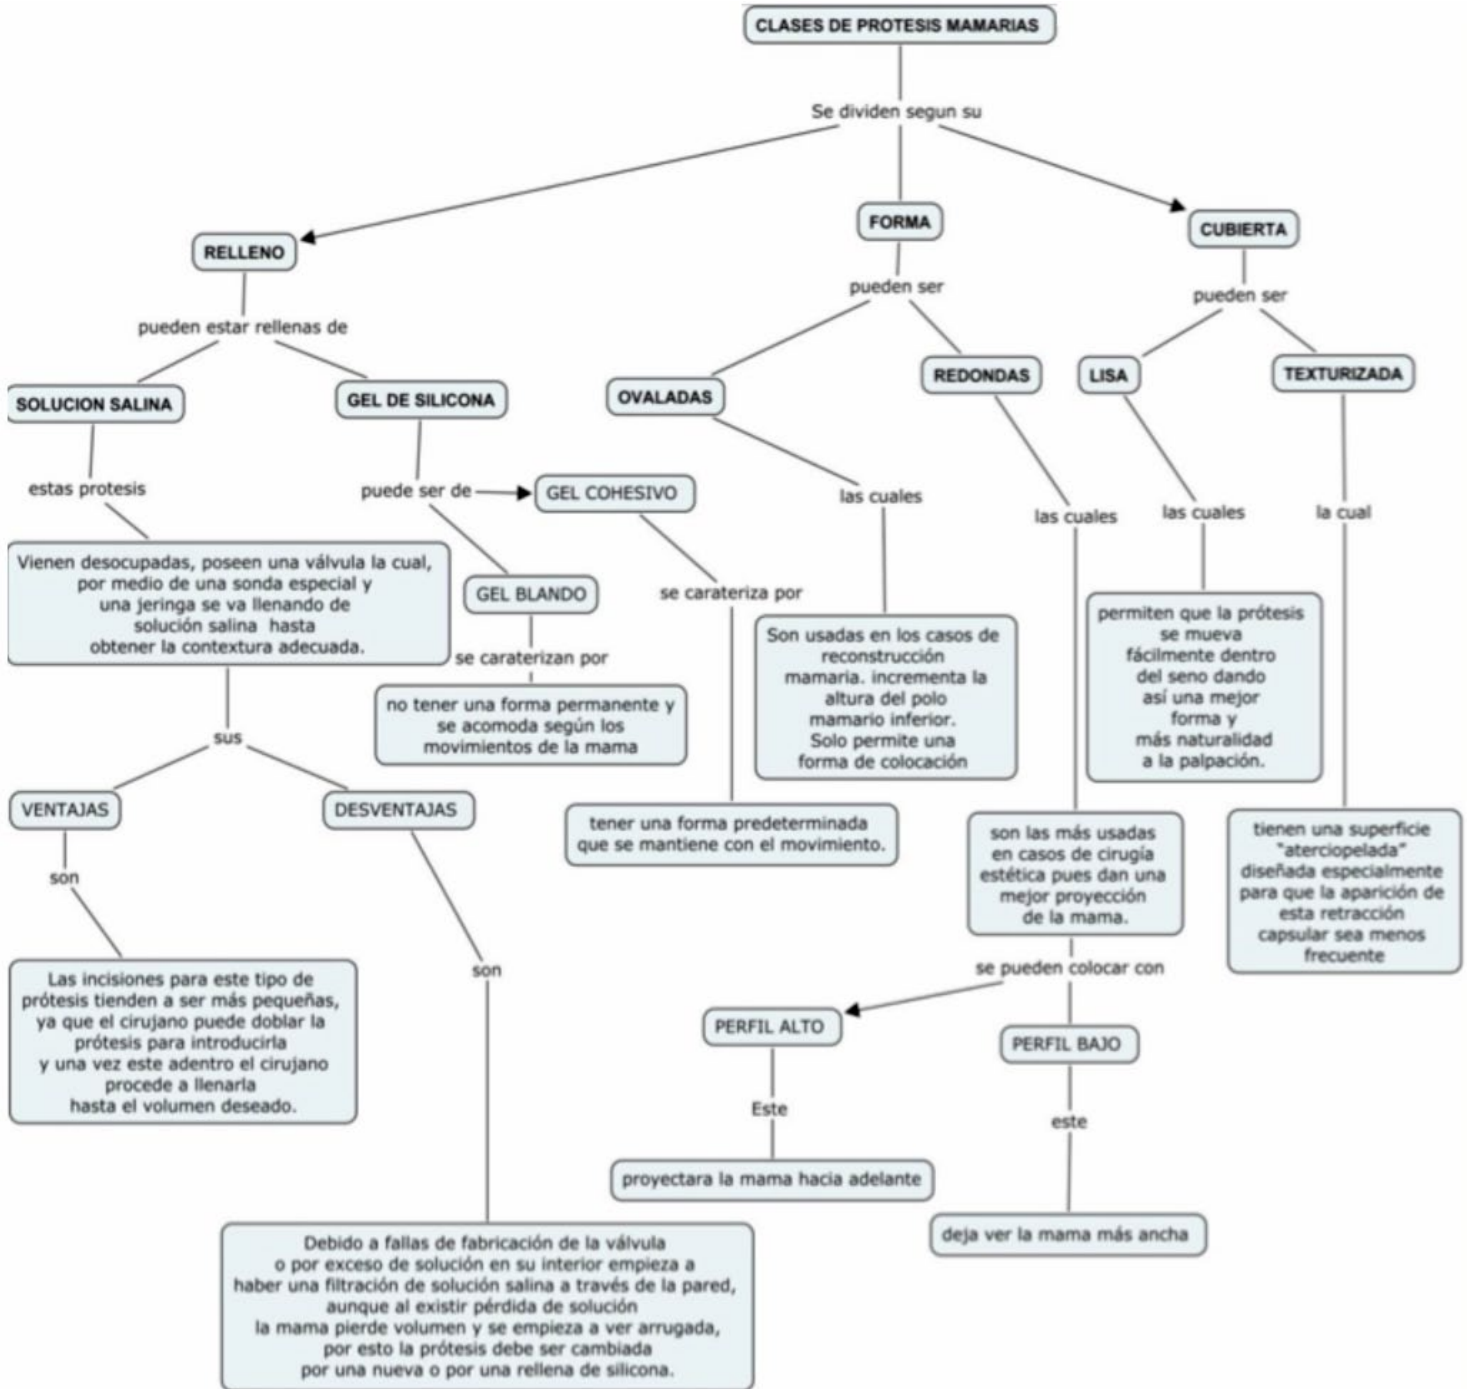 CLASES DE PROTESIS MAMARIAS
Se dividen segun su
RELLENO
pueden estar rellenas de
SOLUCION SALINA
estas protesis
Vienen desocupadas, poseen una válvula la cual,
por medio de una sonda especial y
una jeringa se va llenando de
solución salina hasta
obtener la contextura adecuada.
sus
VENTAJAS
son
Las incisiones para este tipo de
prótesis tienden a ser más pequeñas,
ya que el cirujano puede doblar la
prótesis para introducirla
y una vez este adentro el cirujano
procede a llenarla
hasta el volumen deseado.
DESVENTAJAS
son
Debido a fallas de fabricación de la válvula
o por exceso de solución en su interior empieza a
haber una filtración de solución salina a través de la pared,
aunque al existir pérdida de solución
la mama pierde volumen y se empieza a ver arrugada,
por esto la prótesis debe ser cambiada
por una nueva o por una rellena de silicona.
GEL DE SILICONA
puede ser de
GEL COHESIVO
se carateriza por
tener una forma predeterminada
que se mantiene con el movimiento.
GEL BLANDO
se caraterizan por
no tener una forma permanente y
se acomoda según los
movimientos de la mama
FORMA
pueden ser
OVALADAS
las cuales
Son usadas en los casos de
reconstrucción
mamaria. incrementa la
altura del polo
mamario inferior.
Solo permite una
forma de colocación
REDONDAS
las cuales
son las más usadas
en casos de cirugía
estética pues dan una
mejor proyección
de la mama.
se pueden colocar con
PERFIL ALTO
Este
proyectara la mama hacia adelante
PERFIL BAJO
este
deja ver la mama más ancha
CUBIERTA
pueden ser
LISA
las cuales
permiten que la prótesis
se mueva
fácilmente dentro
del seno dando
así una mejor
forma y
más naturalidad
a la palpación.
TEXTURIZADA
la cual
tienen una superficie
"aterciopelada"
diseñada especialmente
para que la aparición de
esta retracción
capsular sea menos
frecuente